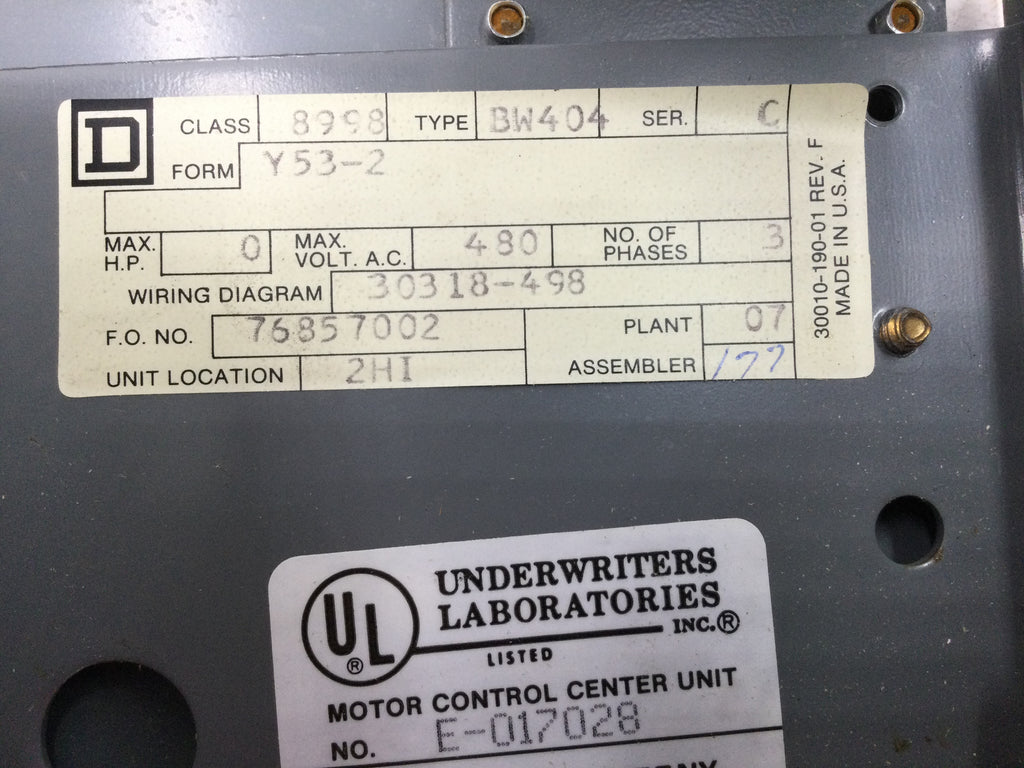 D CLASS 8998 TYPE BW404 SER. C
FORM Y53-2
MAX. H.P. 0 MAX. VOLT. A.C. 480 NO. OF PHASES 3
WIRING DIAGRAM 30318-498
F.O. NO. 76857002 PLANT 07
UNIT LOCATION 2HI ASSEMBLER 177
30010-190-01 REV. F
MADE IN U.S.A.
UL® UNDERWRITERS
LABORATORIES
INC.®
LISTED
MOTOR CONTROL CENTER UNIT
NO. E-017028